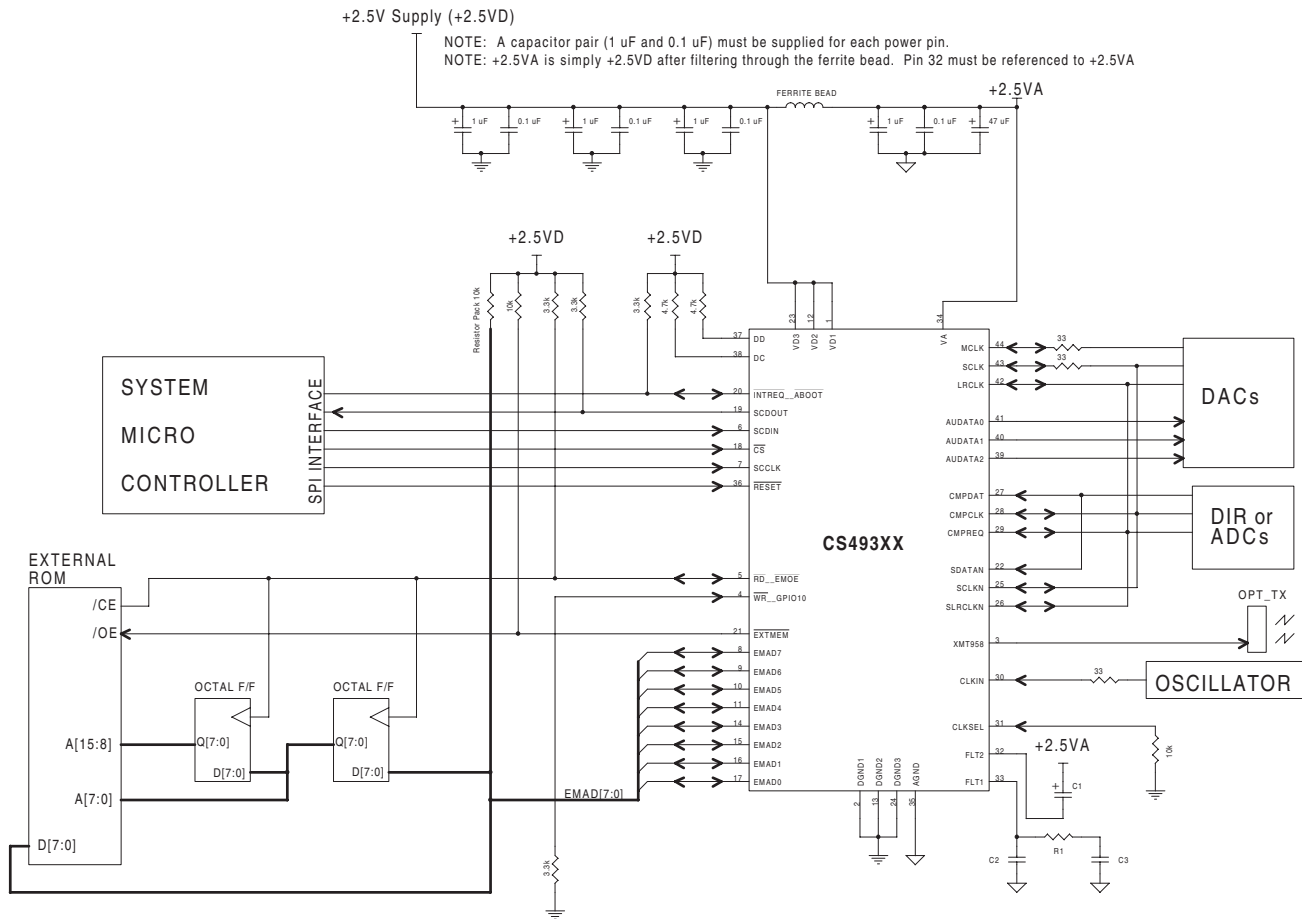 +2.5V Supply (+2.5VD)
NOTE: A capacitor pair (1 uF and 0.1 uF) must be supplied for each power pin.
NOTE: +2.5VA is simply +2.5VD after filtering through the ferrite bead. Pin 32 must be referenced to +2.5VA
FERRITE BEAD
+2.5VA
+ 1 uF
0.1 uF
+ 1 uF
0.1 uF
+ 1 uF
0.1 uF
+ 1 uF
0.1 uF
+ 47 uF
+2.5VD
+2.5VD
Resistor Pack 10k
10k
3.3k
3.3k
3.3k
4.7k
4.7k
23
12
1
34
VD3
VD2
VD1
VA
SYSTEM
MICRO
CONTROLLER
SPI INTERFACE
37 DD
38 DC
20 INTREQ__ABOOT
19 SCDOUT
6 SCDIN
18 CS
7 SCCLK
36 RESET
5 RD__EMOE
4 WR__GPIO10
21 EXTMEM
8 EMAD7
9 EMAD6
10 EMAD5
11 EMAD4
14 EMAD3
15 EMAD2
16 EMAD1
17 EMAD0
CS493XX
MCLK 44 33
SCLK 43 33
LRCLK 42
AUDATA0 41
AUDATA1 40
AUDATA2 39
DACs
CMPDAT 27
CMPCLK 28
CMPREQ 29
DIR or
ADCs
SDATAN 22
SCLKN 25
SLRCLKN 26
OPT_TX
XMT958 3
CLKIN 30 33
OSCILLATOR
CLKSEL 31
10k
FLT2 32
+2.5VA
+ C1
FLT1 33
C2
R1
C3
DGND1
DGND2
DGND3
AGND
2
13
24
35
EXTERNAL
ROM
/CE
/OE
OCTAL F/F
OCTAL F/F
A[15:8]
Q[7:0]
Q[7:0]
D[7:0]
D[7:0]
A[7:0]
EMAD[7:0]
D[7:0]
3.3k